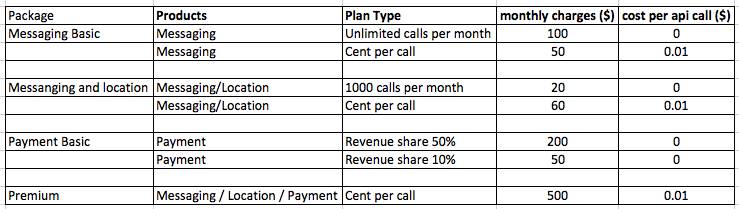 Package Products Plan Type monthly charges ($) cost per api call ($)
Messaging Basic Messaging Unlimited calls per month 100 0
Messaging Cent per call 50 0.01
Messanging and location Messaging/Location 1000 calls per month 20 0
Messaging/Location Cent per call 60 0.01
Payment Basic Payment Revenue share 50% 200 0
Payment Revenue share 10% 50 0
Premium Messaging / Location / Payment Cent per call 500 0.01